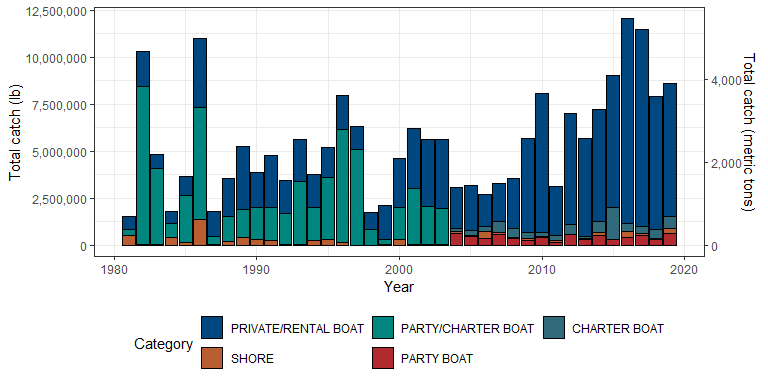 12,500,000
10,000,000
7,500,000
5,000,000
2,500,000
0
Total catch (lb)
4,000
2,000
0
Total catch (metric tons)
1980
1990
2000
2010
2020
Year
Category
PRIVATE/RENTAL BOAT
PARTY/CHARTER BOAT
CHARTER BOAT
SHORE
PARTY BOAT